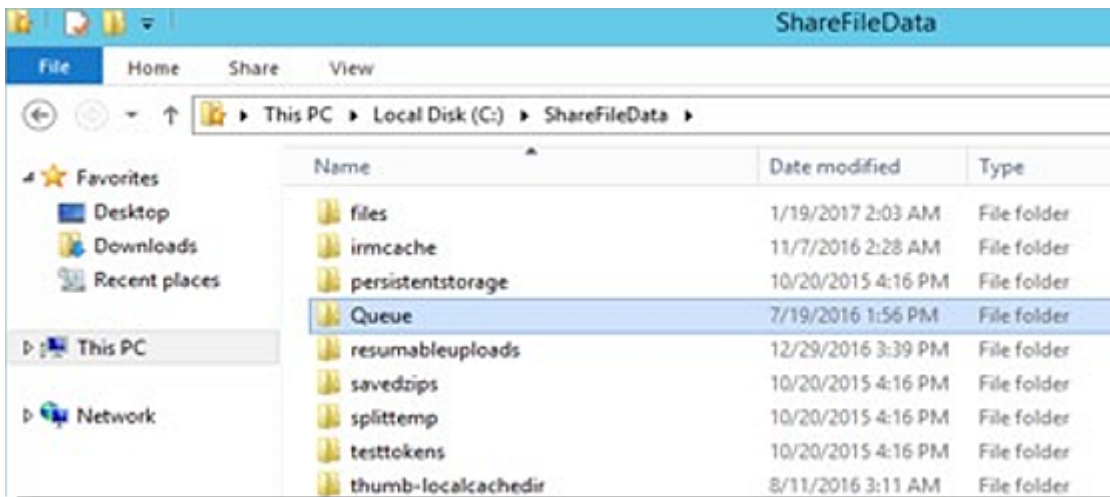 ShareFileData
File Home Share View
This PC Local Disk (C:) ShareFileData
Favorites
Desktop
Downloads
Recent places
This PC
Network
Name Date modified Type
files 1/19/2017 2:03 AM File folder
irmcache 11/7/2016 2:28 AM File folder
persistentstorage 10/20/2015 4:16 PM File folder
Queue 7/19/2016 1:56 PM File folder
resumableuploads 12/29/2016 3:39 PM File folder
savedzips 10/20/2015 4:16 PM File folder
splittemp 10/20/2015 4:16 PM File folder
testtokens 10/20/2015 4:16 PM File folder
thumb-localcachedir 8/11/2016 3:11 AM File folder